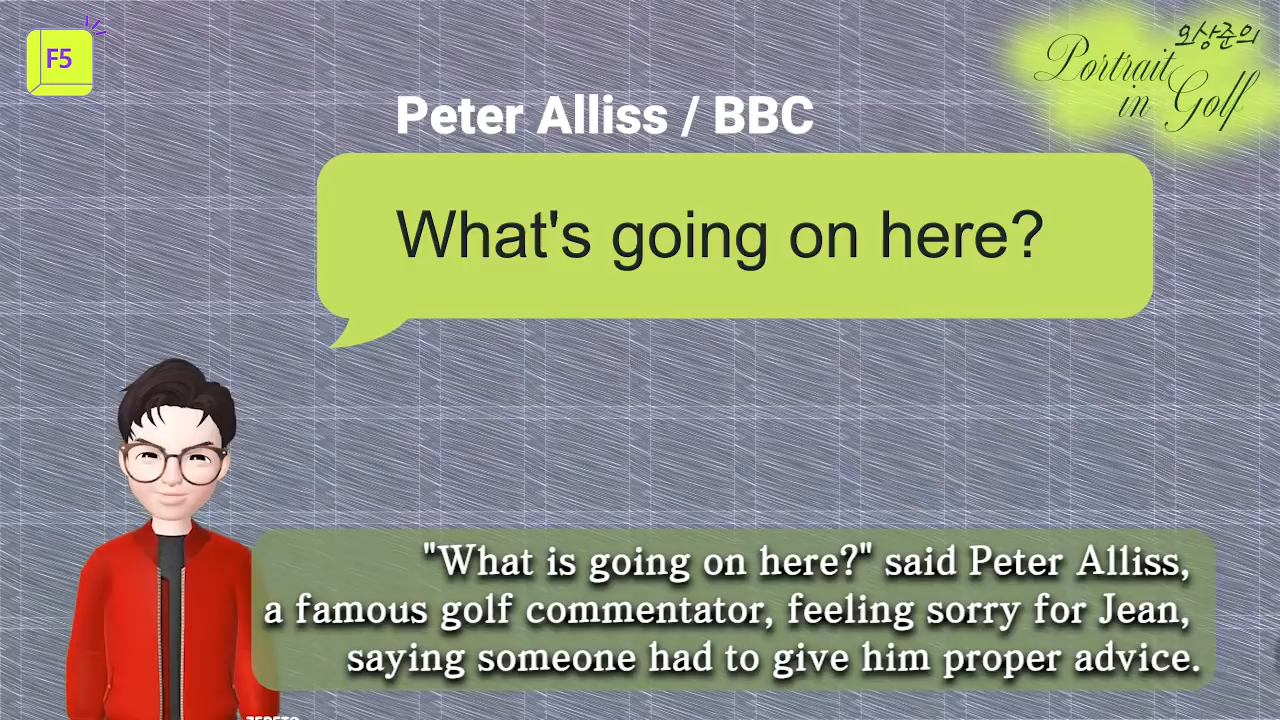 F5
오상준의
Portrait
in Golf
Peter Alliss / BBC
What's going on here?
"What is going on here?" said Peter Alliss,
a famous golf commentator, feeling sorry for Jean,
saying someone had to give him proper advice.
ZEPETO